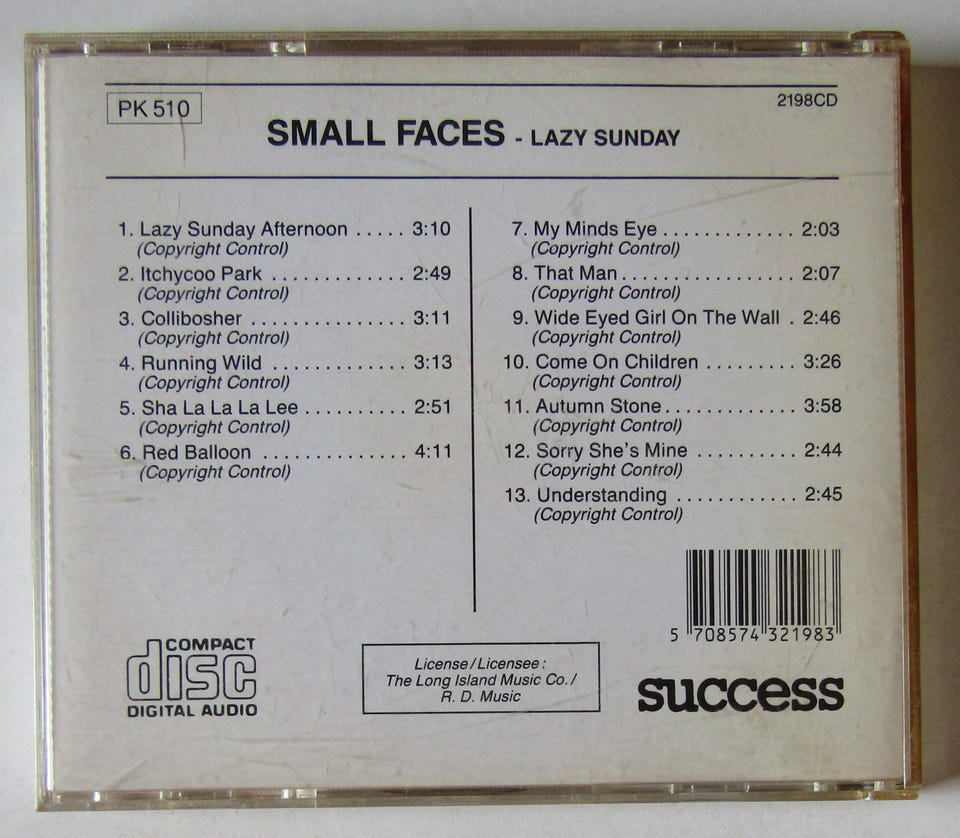 PK 510
2198CD
SMALL FACES - LAZY SUNDAY
1. Lazy Sunday Afternoon ..... 3:10
(Copyright Control)
2. Itchycoo Park ............ 2:49
(Copyright Control)
3. Collibosher .............. 3:11
(Copyright Control)
4. Running Wild ............ 3:13
(Copyright Control)
5. Sha La La La Lee .......... 2:51
(Copyright Control)
6. Red Balloon ............. 4:11
(Copyright Control)
7. My Minds Eye ............. 2:03
(Copyright Control)
8. That Man ................ 2:07
(Copyright Control)
9. Wide Eyed Girl On The Wall . 2:46
(Copyright Control)
10. Come On Children ......... 3:26
(Copyright Control)
11. Autumn Stone ............. 3:58
(Copyright Control)
12. Sorry She's Mine .......... 2:44
(Copyright Control)
13. Understanding ............ 2:45
(Copyright Control)
5 708574 321983
COMPACT
disc
DIGITAL AUDIO
License/Licensee:
The Long Island Music Co./
R. D. Music
success